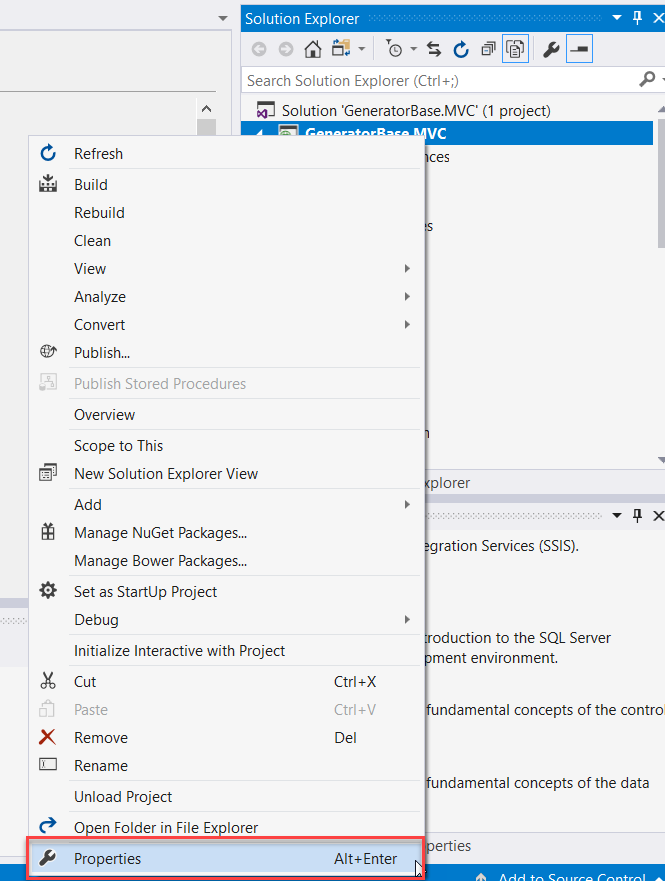 Solution Explorer
Search Solution Explorer (Ctrl+;)
Solution 'GeneratorBase.MVC' (1 project)
GeneratorBase.MVC
Refresh
Build
Rebuild
Clean
View
Analyze
Convert
Publish...
Publish Stored Procedures
Overview
Scope to This
New Solution Explorer View
Add
Manage NuGet Packages...
Manage Bower Packages...
Set as StartUp Project
Debug
Initialize Interactive with Project
Cut Ctrl+X
Paste Ctrl+V
Remove Del
Rename
Unload Project
Open Folder in File Explorer
Properties Alt+Enter
nces
es
n
xplorer
egration Services (SSIS).
troduction to the SQL Server
pment environment.
fundamental concepts of the control
fundamental concepts of the data
perties
Add to Source Control